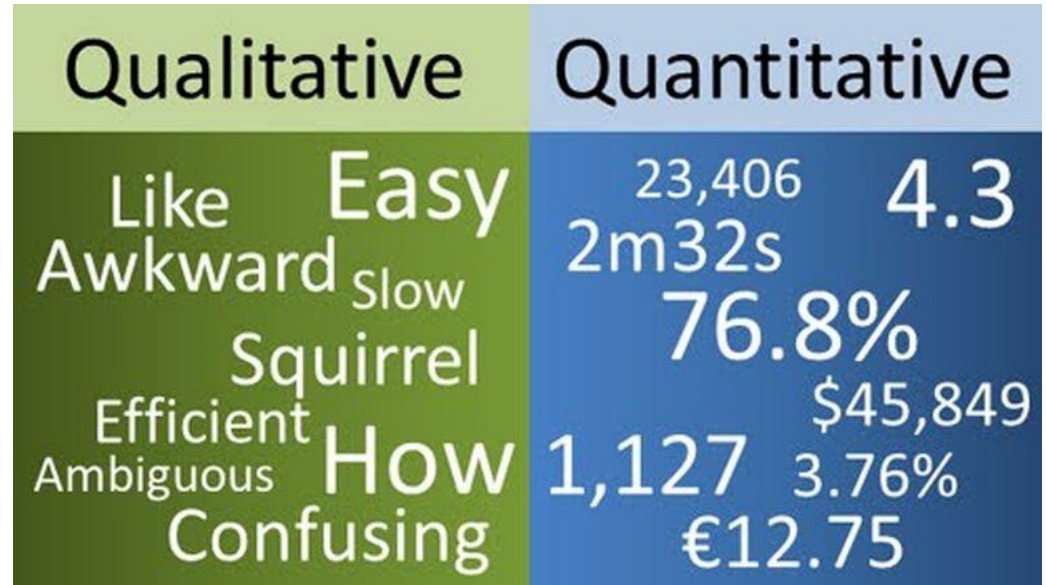 Qualitative
Quantitative
Like
Easy
Awkward
Slow
Squirrel
Efficient
Ambiguous
How
Confusing
23,406
4.3
2m32s
76.8%
$45,849
1,127
3.76%
€12.75